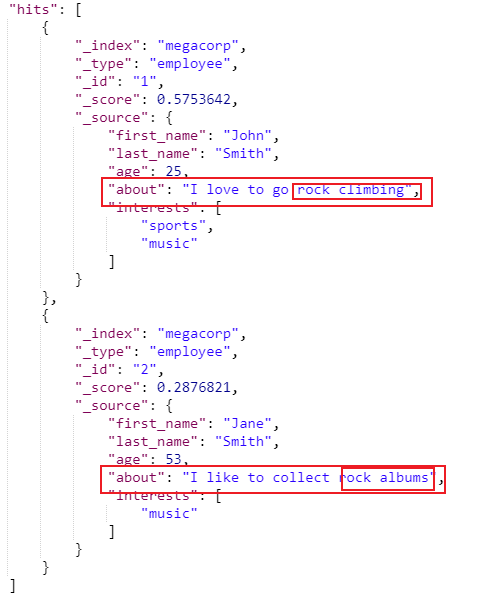 "hits": [
{
"_index": "megacorp",
"_type": "employee",
"_id": "1",
"_score": 0.5753642,
"_source": {
"first_name": "John",
"last_name": "Smith",
"age": 25,
"about": "I love to go rock climbing",
"interests": [
"sports",
"music"
]
}
},
{
"_index": "megacorp",
"_type": "employee",
"_id": "2",
"_score": 0.2876821,
"_source": {
"first_name": "Jane",
"last_name": "Smith",
"age": 53,
"about": "I like to collect rock albums",
"interests": [
"music"
]
}
}
]